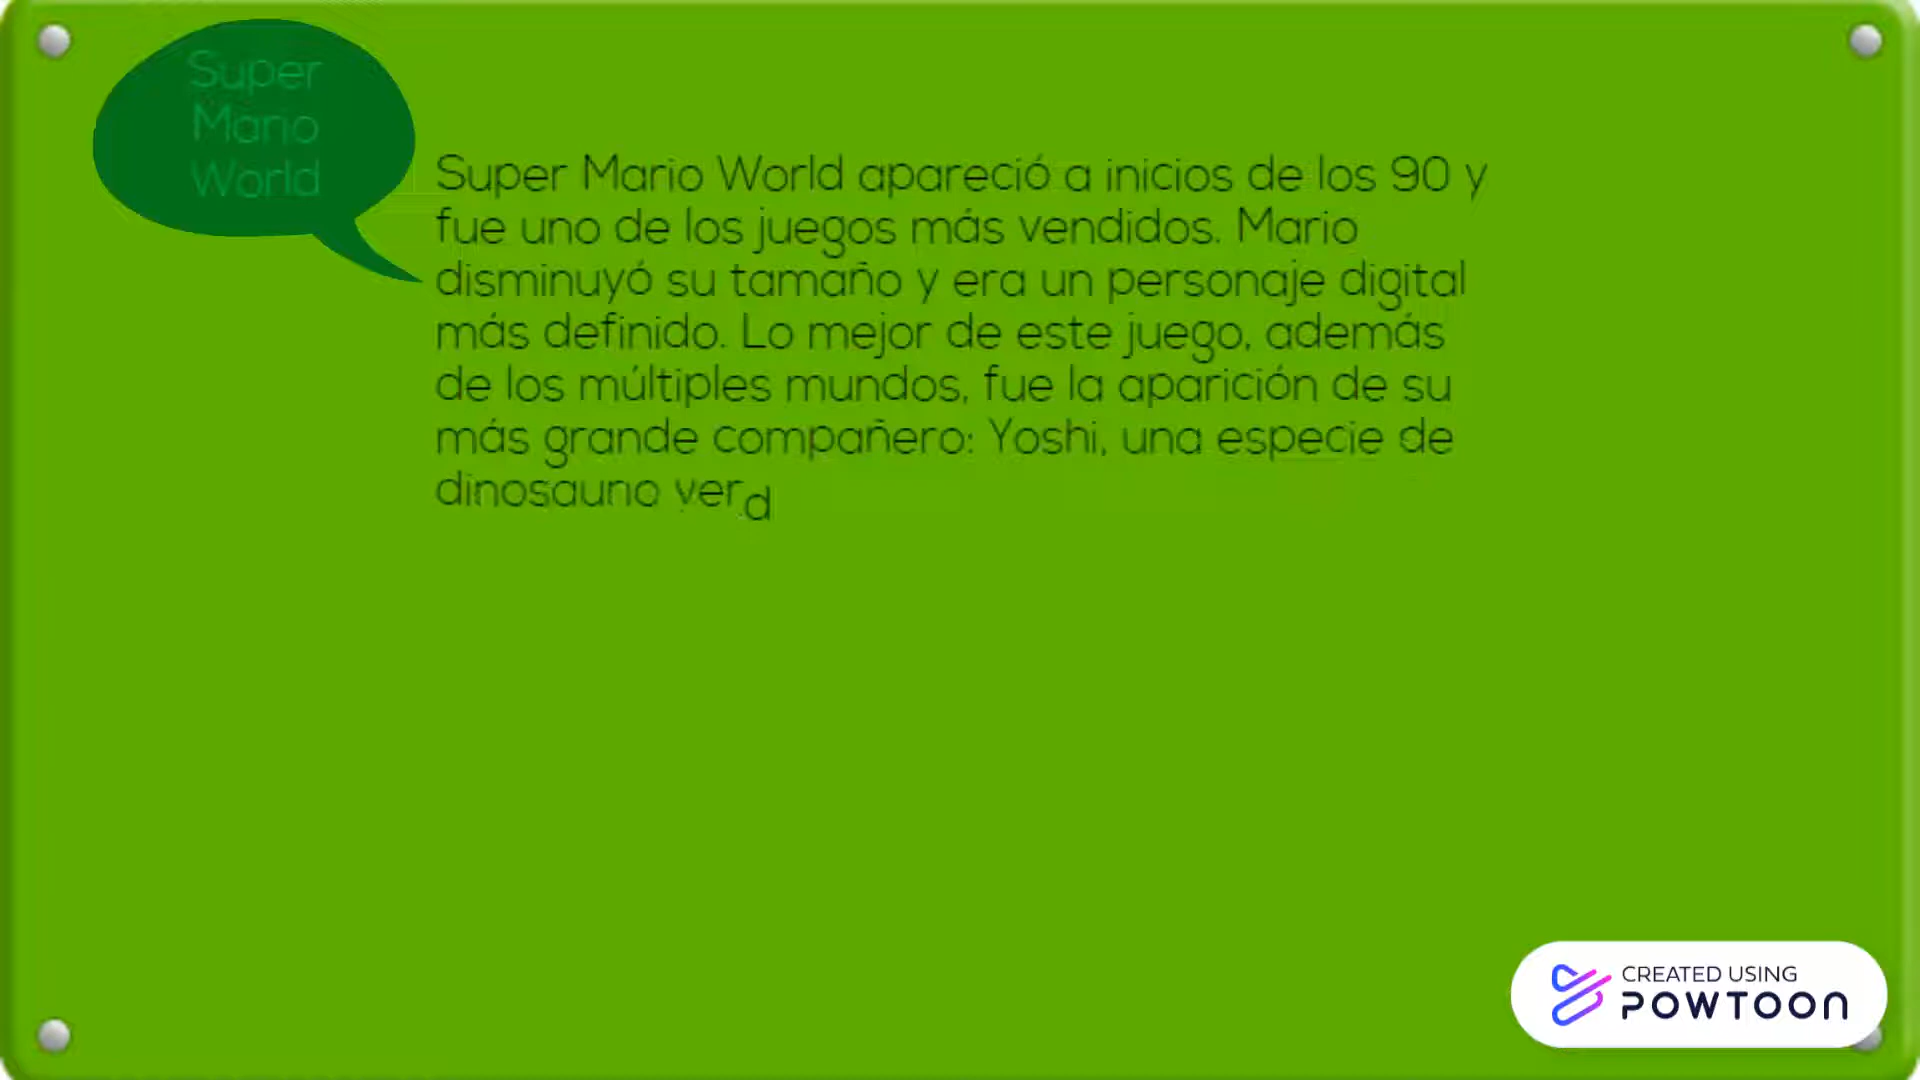 Super
Mario
World
Super Mario World apareció a inicios de los 90 y
fue uno de los juegos más vendidos. Mario
disminuyó su tamaño y era un personaje digital
más definido. Lo mejor de este juego, además
de los múltiples mundos, fue la aparición de su
más grande compañero: Yoshi, una especie de
dinosauno verd
CREATED USING
POWTOON